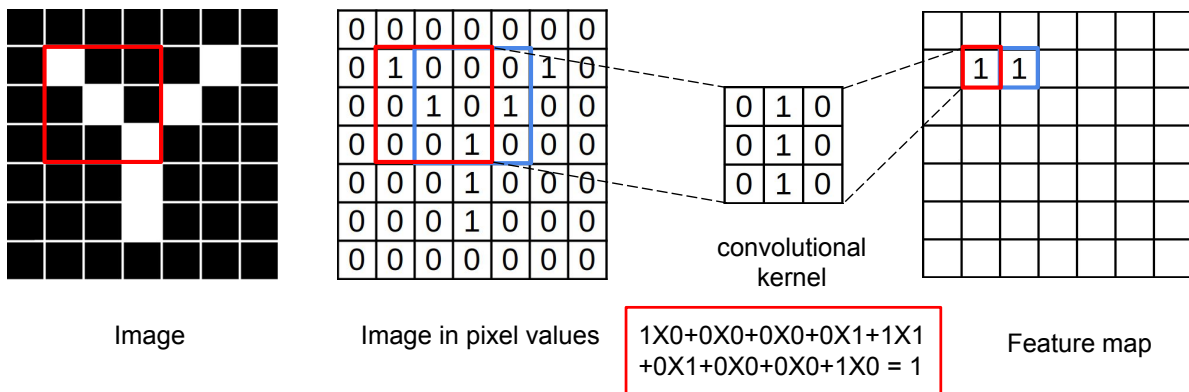 0 0 0 0 0 0 0
0 1 0 0 0 1 0
0 0 1 0 1 0 0
0 0 0 1 0 0 0
0 0 0 1 0 0 0
0 0 0 1 0 0 0
0 0 0 0 0 0 0
0 1 0
0 1 0
0 1 0
1 1
convolutional
kernel
Image
Image in pixel values
1X0+0X0+0X0+0X1+1X1
+0X1+0X0+0X0+1X0 = 1
Feature map